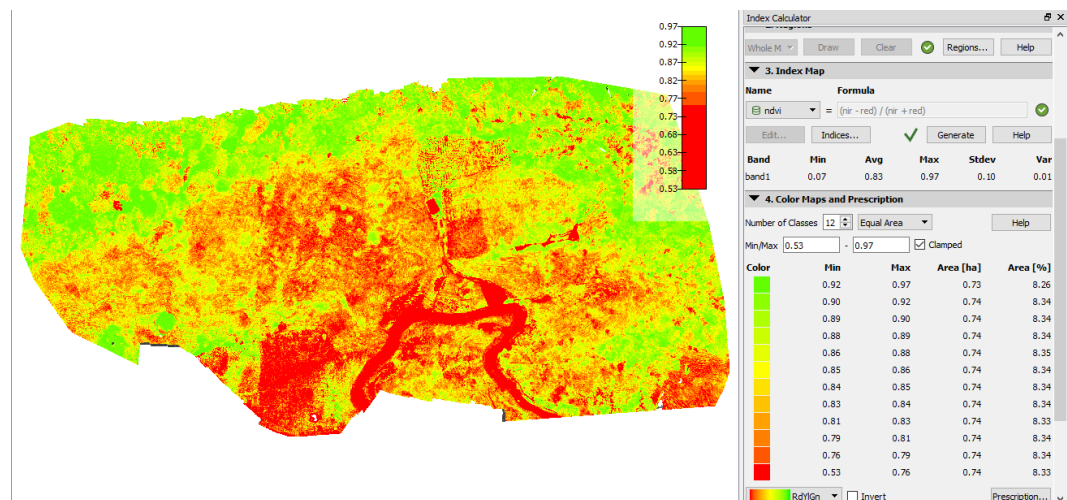 0.97
0.92
0.87
0.82
0.77
0.73
0.68
0.63
0.58
0.53
Index Calculator
Whole M Draw Clear Regions... Help
3. Index Map
Name Formula
ndvi = (nir - red) / (nir + red)
Edit... Indices... Generate Help
Band Min Avg Max Stdev Var
band1 0.07 0.83 0.97 0.10 0.01
4. Color Maps and Prescription
Number of Classes 12 Equal Area Help
Min/Max 0.53 - 0.97 Clamped
Color Min Max Area [ha] Area [%]
0.92 0.97 0.73 8.26
0.90 0.92 0.74 8.34
0.89 0.90 0.74 8.34
0.88 0.89 0.74 8.34
0.86 0.88 0.74 8.35
0.85 0.86 0.74 8.34
0.84 0.85 0.74 8.34
0.83 0.84 0.74 8.34
0.81 0.83 0.74 8.33
0.79 0.81 0.74 8.34
0.76 0.79 0.74 8.34
0.53 0.76 0.74 8.33
RdYlGn Invert Prescription...